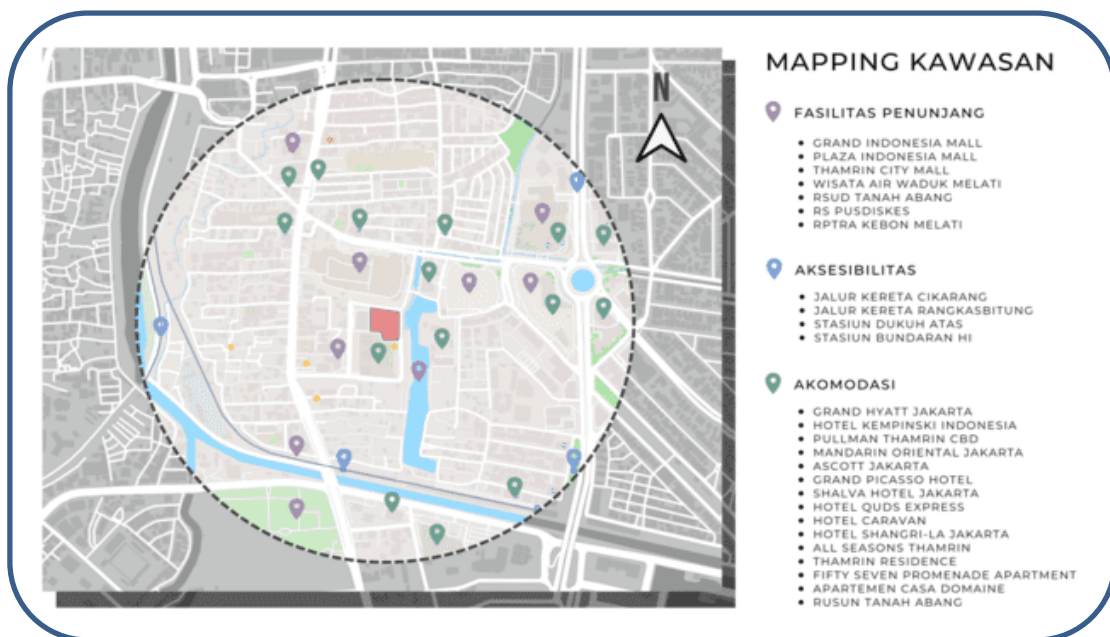 MAPPING KAWASAN
N
FASILITAS PENUNJANG
GRAND INDONESIA MALL
PLAZA INDONESIA MALL
THAMRIN CITY MALL
WISATA AIR WADUK MELATI
RSUD TANAH ABANG
RS PUSDISKES
RPTRA KEBON MELATI
AKSESIBILITAS
JALUR KERETA CIKARANG
JALUR KERETA RANGKASBITUNG
STASIUN DUKUH ATAS
STASIUN BUNDARAN HI
AKOMODASI
GRAND HYATT JAKARTA
HOTEL KEMPINSKI INDONESIA
PULLMAN THAMRIN CBD
MANDARIN ORIENTAL JAKARTA
ASCOTT JAKARTA
GRAND PICASSO HOTEL
SHALVA HOTEL JAKARTA
HOTEL QUDS EXPRESS
HOTEL CARAVAN
HOTEL SHANGRI-LA JAKARTA
ALL SEASONS THAMRIN
THAMRIN RESIDENCE
FIFTY SEVEN PROMENADE APARTMENT
APARTEMEN CASA DOMAINE
RUSUN TANAH ABANG